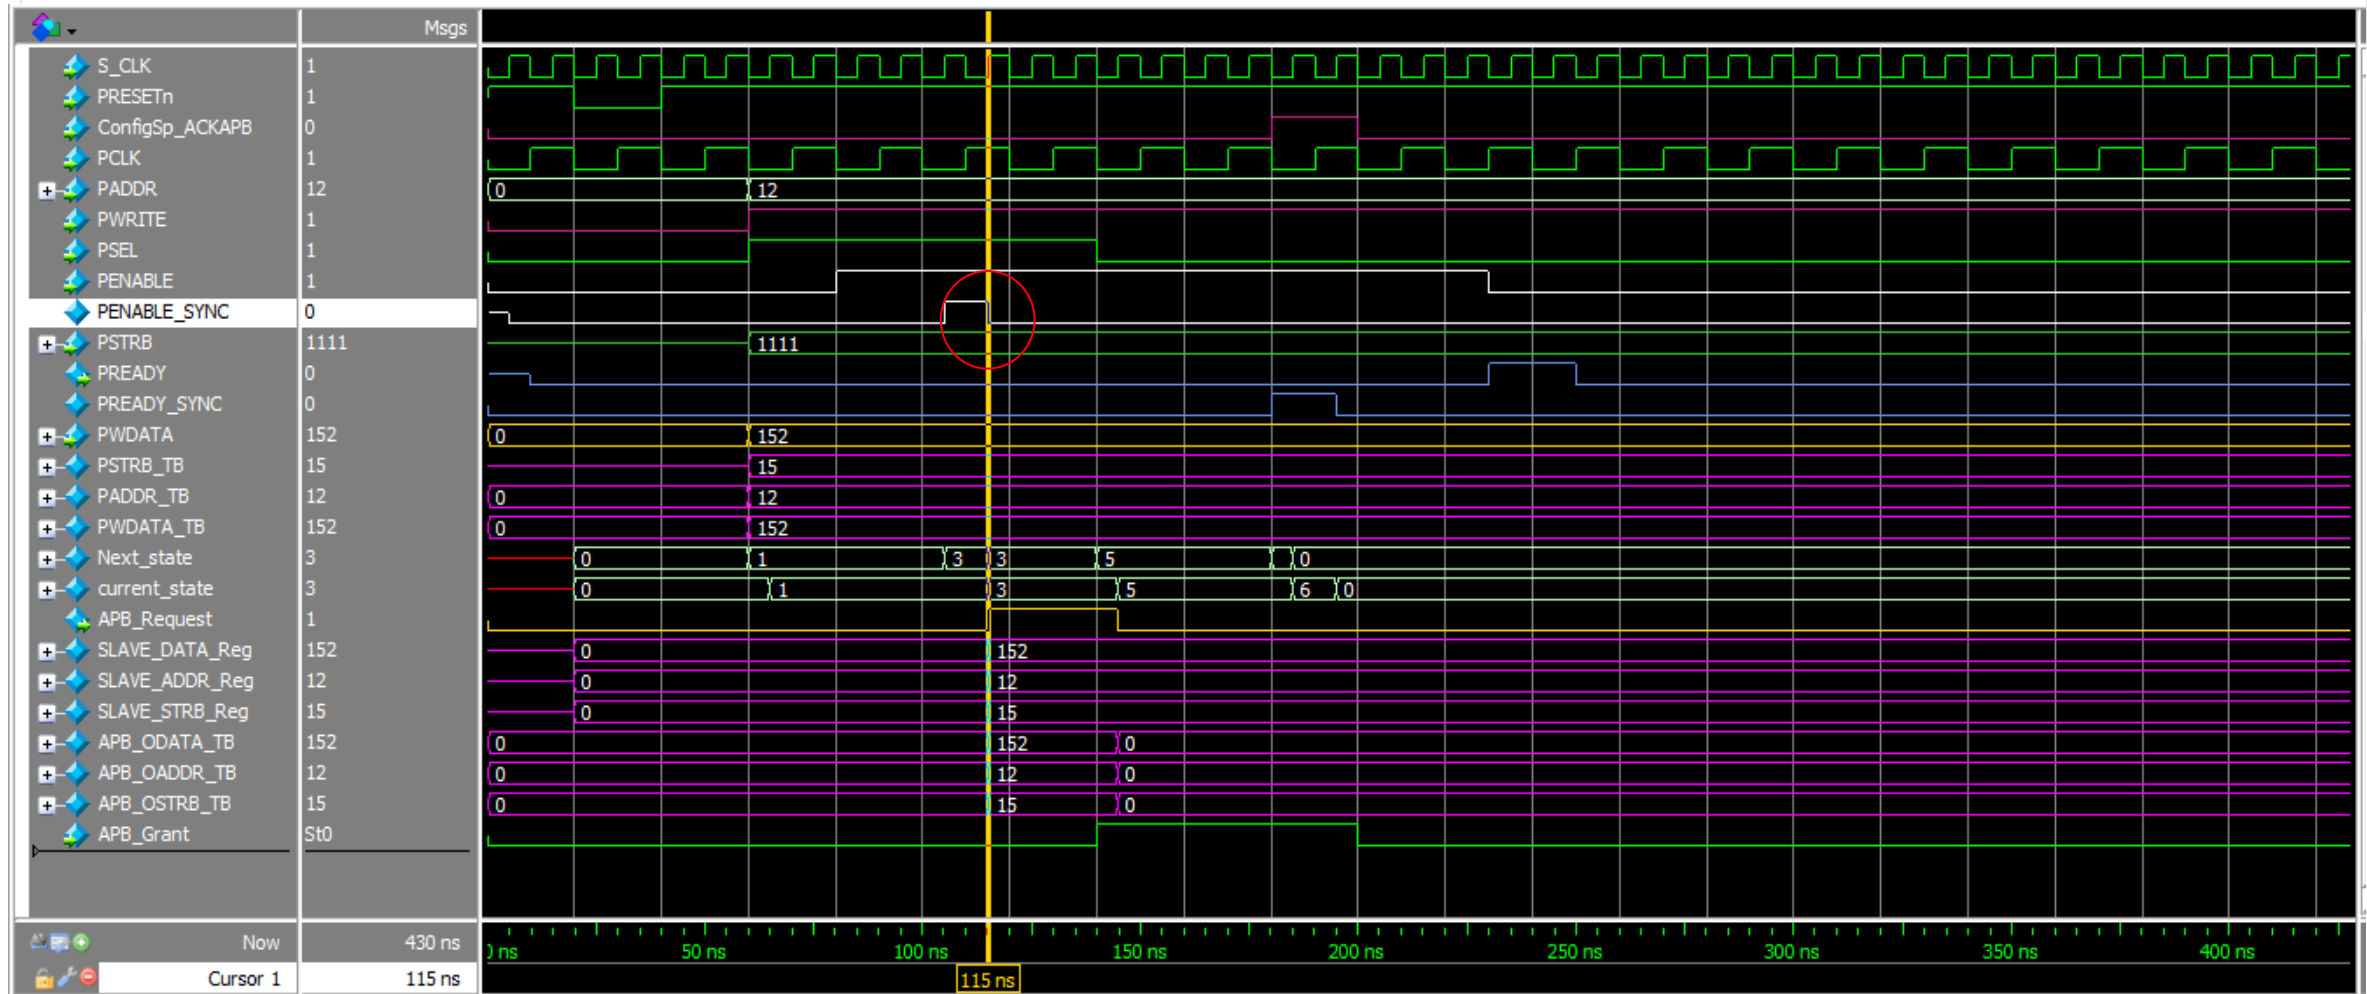 Msgs
S_CLK 1
PRESETn 1
ConfigSp_ACKAPB 0
PCLK 1
PADDR 12 0 12
PWRITE 1
PSEL 1
PENABLE 1
PENABLE_SYNC 0
PSTRB 1111 1111
PREADY 0
PREADY_SYNC 0
PWDATA 152 0 152
PSTRB_TB 15 15
PADDR_TB 12 0 12
PWDATA_TB 152 0 152
Next_state 3 0 1 3 3 5 0
current_state 3 0 1 3 5 6 0
APB_Request 1
SLAVE_DATA_Reg 152 0 152
SLAVE_ADDR_Reg 12 0 12
SLAVE_STRB_Reg 15 0 15
APB_ODATA_TB 152 0 152 0
APB_OADDR_TB 12 0 12 0
APB_OSTRB_TB 15 0 15 0
APB_Grant St0
Now 430 ns ns 50 ns 100 ns 150 ns 200 ns 250 ns 300 ns 350 ns 400 ns
Cursor 1 115 ns 115 ns